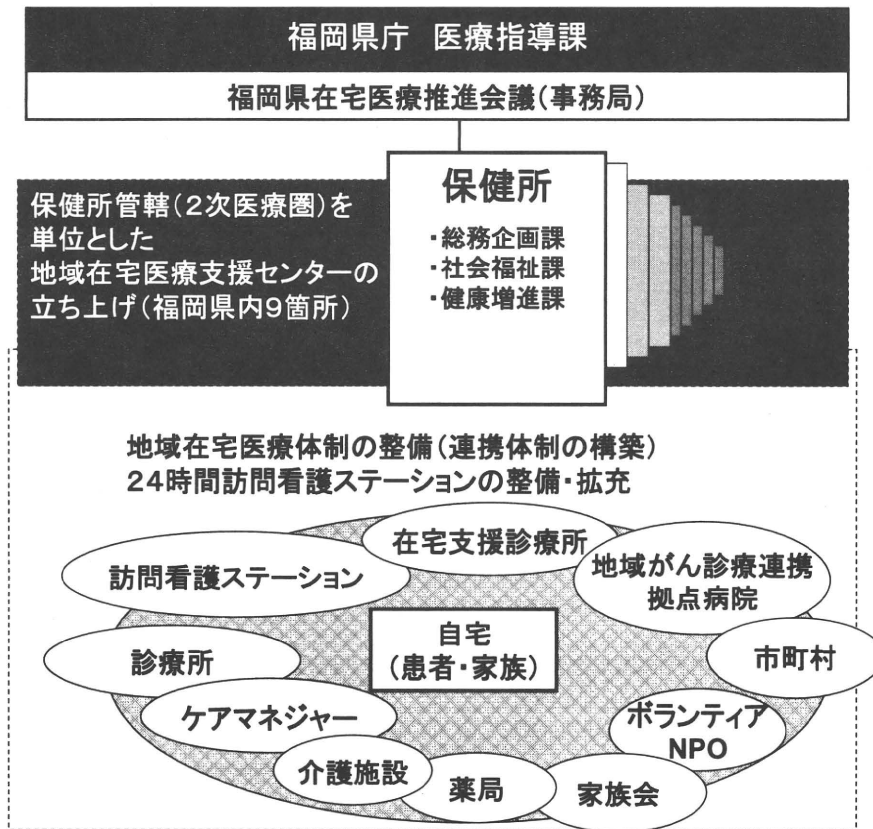 福岡県庁 医療指導課
福岡県在宅医療推進会議(事務局)
保健所管轄(2次医療圏)を
単位とした
地域在宅医療支援センターの
立ち上げ(福岡県内9箇所)
保健所
・総務企画課
・社会福祉課
・健康増進課
地域在宅医療体制の整備(連携体制の構築)
24時間訪問看護ステーションの整備・拡充
在宅支援診療所
訪問看護ステーション
地域がん診療連携
拠点病院
自宅
(患者・家族)
診療所
市町村
ケアマネジャー
ボランティア
NPO
介護施設
薬局
家族会